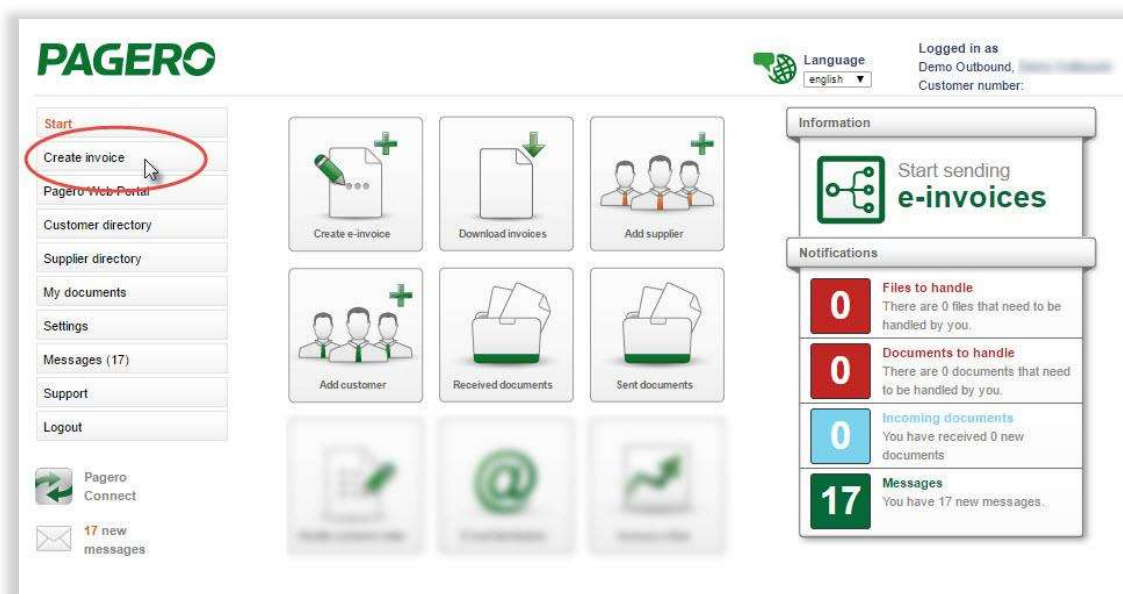 PAGERO
Language
english
Logged in as
Demo Outbound,
Customer number:
Start
Create invoice
Pagero Web Portal
Customer directory
Supplier directory
My documents
Settings
Messages (17)
Support
Logout
Pagero
Connect
17 new
messages
Create e-invoice
Download invoices
Add supplier
Add customer
Received documents
Sent documents
Information
Start sending
e-invoices
Notifications
0
Files to handle
There are 0 files that need to be
handled by you.
0
Documents to handle
There are 0 documents that need
to be handled by you.
0
Incoming documents
You have received 0 new
documents
17
Messages
You have 17 new messages.